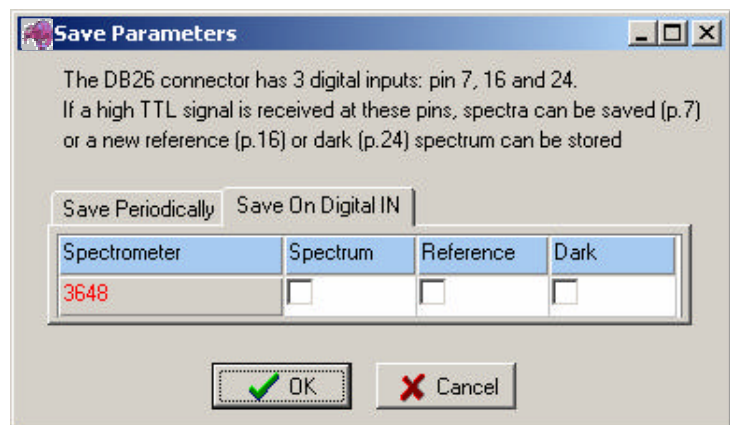 Save Parameters
The DB26 connector has 3 digital inputs: pin 7, 16 and 24.
If a high TTL signal is received at these pins, spectra can be saved (p.7)
or a new reference (p.16) or dark (p.24) spectrum can be stored
Save Periodically Save On Digital IN
Spectrometer Spectrum Reference Dark
3648
OK Cancel